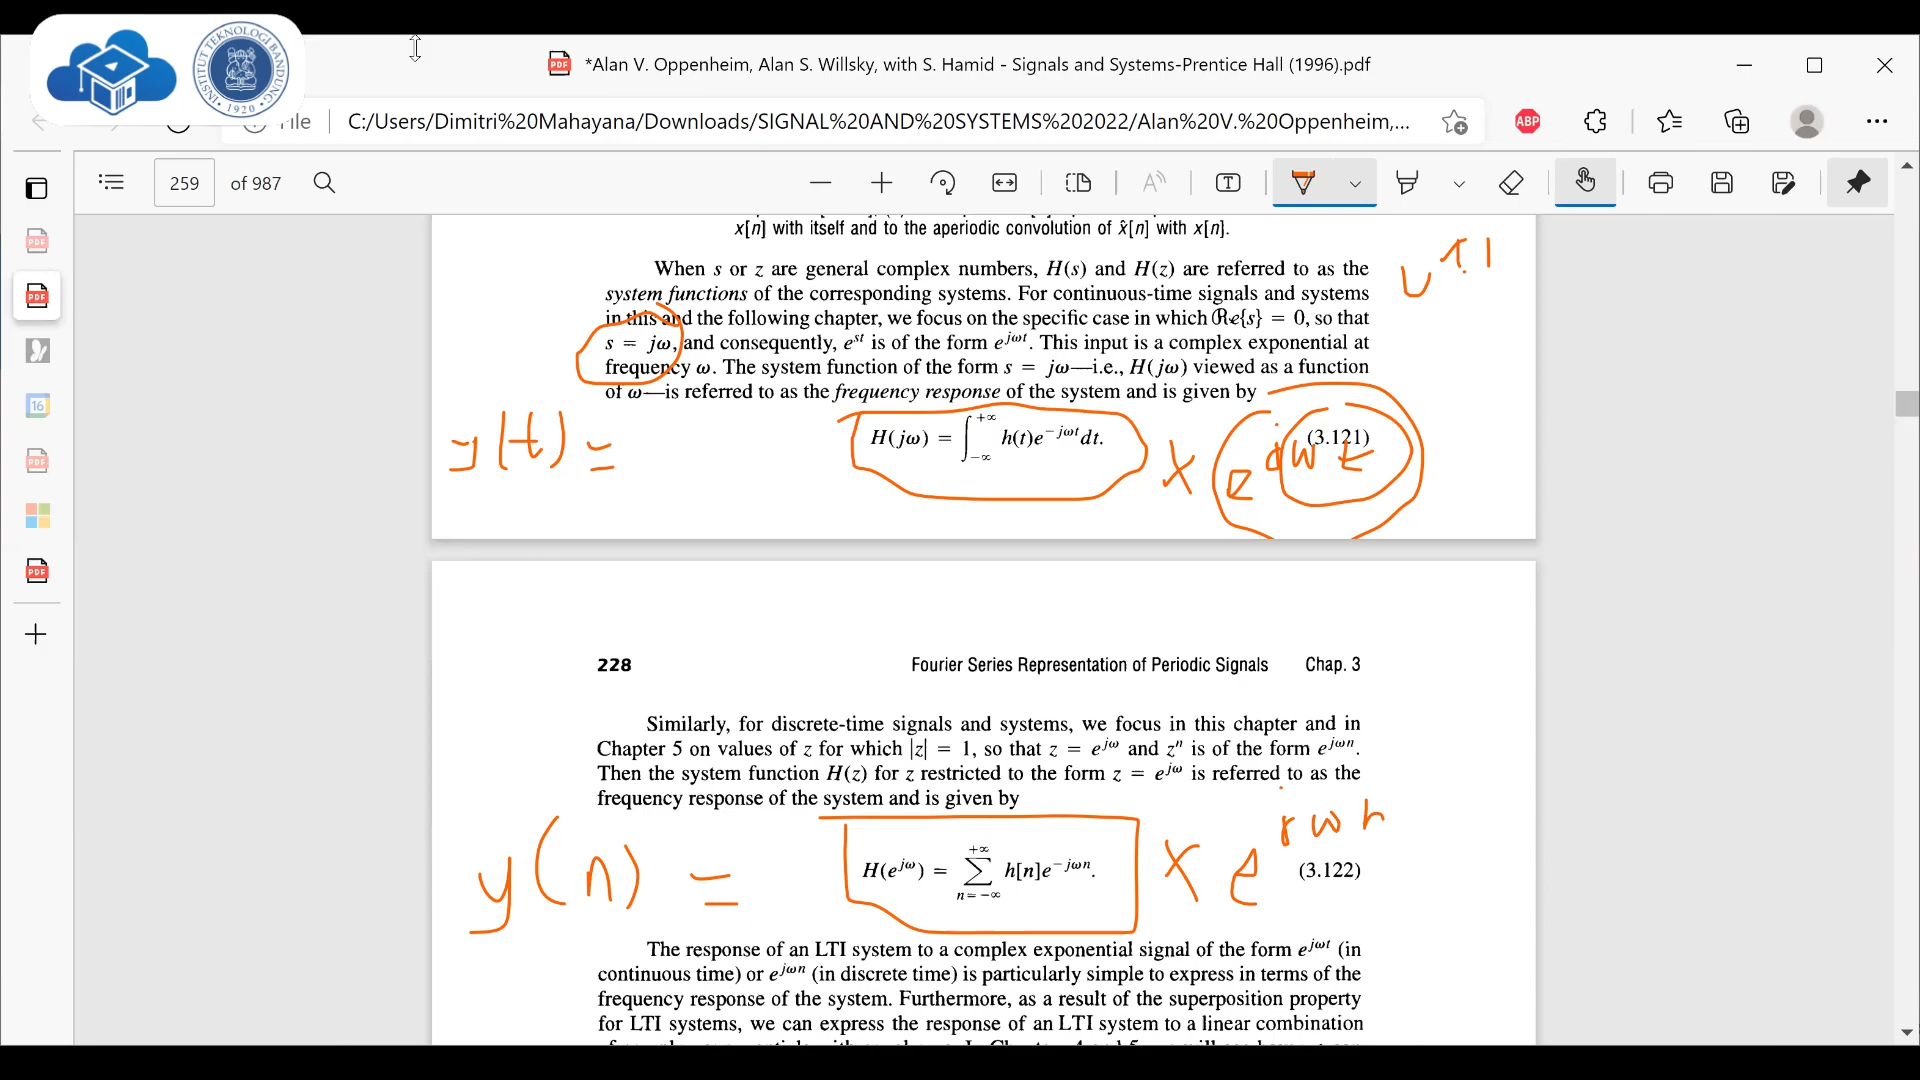 INSTITUT TEKNOLOGI BANDUNG
1920
*Alan V. Oppenheim, Alan S. Willsky, with S. Hamid - Signals and Systems-Prentice Hall (1996).pdf
File | C:/Users/Dimitri%20Mahayana/Downloads/SIGNAL%20AND%20SYSTEMS%202022/Alan%20V.%20Oppenheim,...
ABP
259 of 987
x[n] with itself and to the aperiodic convolution of x̂[n] with x[n].
When s or z are general complex numbers, H(s) and H(z) are referred to as the
system functions of the corresponding systems. For continuous-time signals and systems
in this and the following chapter, we focus on the specific case in which ℜe{s} = 0, so that
s = jω, and consequently, e^{st} is of the form e^{jωt}. This input is a complex exponential at
frequency ω. The system function of the form s = jω—i.e., H(jω) viewed as a function
of ω—is referred to as the frequency response of the system and is given by
y(t) = H(jω) = ∫_{-∞}^{+∞} h(t)e^{-jωt}dt. × e^{jωt} (3.121)
228 Fourier Series Representation of Periodic Signals Chap. 3
Similarly, for discrete-time signals and systems, we focus in this chapter and in
Chapter 5 on values of z for which |z| = 1, so that z = e^{jω} and z^n is of the form e^{jωn}.
Then the system function H(z) for z restricted to the form z = e^{jω} is referred to as the
frequency response of the system and is given by
y(n) = H(e^{jω}) = ∑_{n=-∞}^{+∞} h[n]e^{-jωn}. × e^{jωn} (3.122)
The response of an LTI system to a complex exponential signal of the form e^{jωt} (in
continuous time) or e^{jωn} (in discrete time) is particularly simple to express in terms of the
frequency response of the system. Furthermore, as a result of the superposition property
for LTI systems, we can express the response of an LTI system to a linear combination